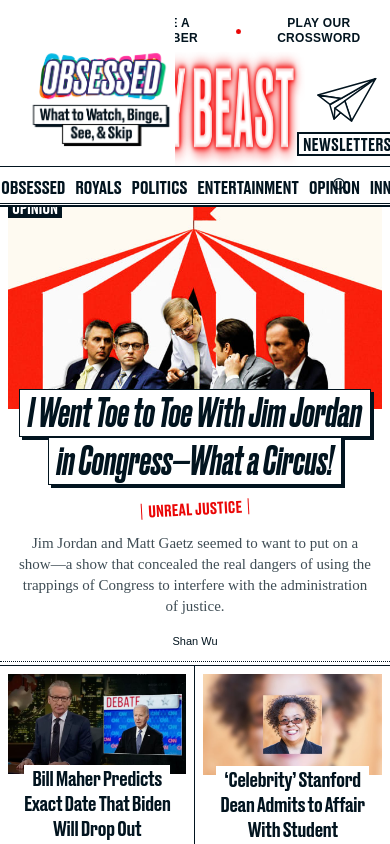 E A
BER
PLAY OUR
CROSSWORD
OBSESSED
What to Watch, Binge,
See, & Skip
Y BEAST
NEWSLETTERS
OBSESSED ROYALS POLITICS ENTERTAINMENT OPINION INN
OPINION
I Went Toe to Toe With Jim Jordan
in Congress—What a Circus!
UNREAL JUSTICE
Jim Jordan and Matt Gaetz seemed to want to put on a
show—a show that concealed the real dangers of using the
trappings of Congress to interfere with the administration
of justice.
Shan Wu
DEBATE
Bill Maher Predicts
Exact Date That Biden
Will Drop Out
‘Celebrity’ Stanford
Dean Admits to Affair
With Student